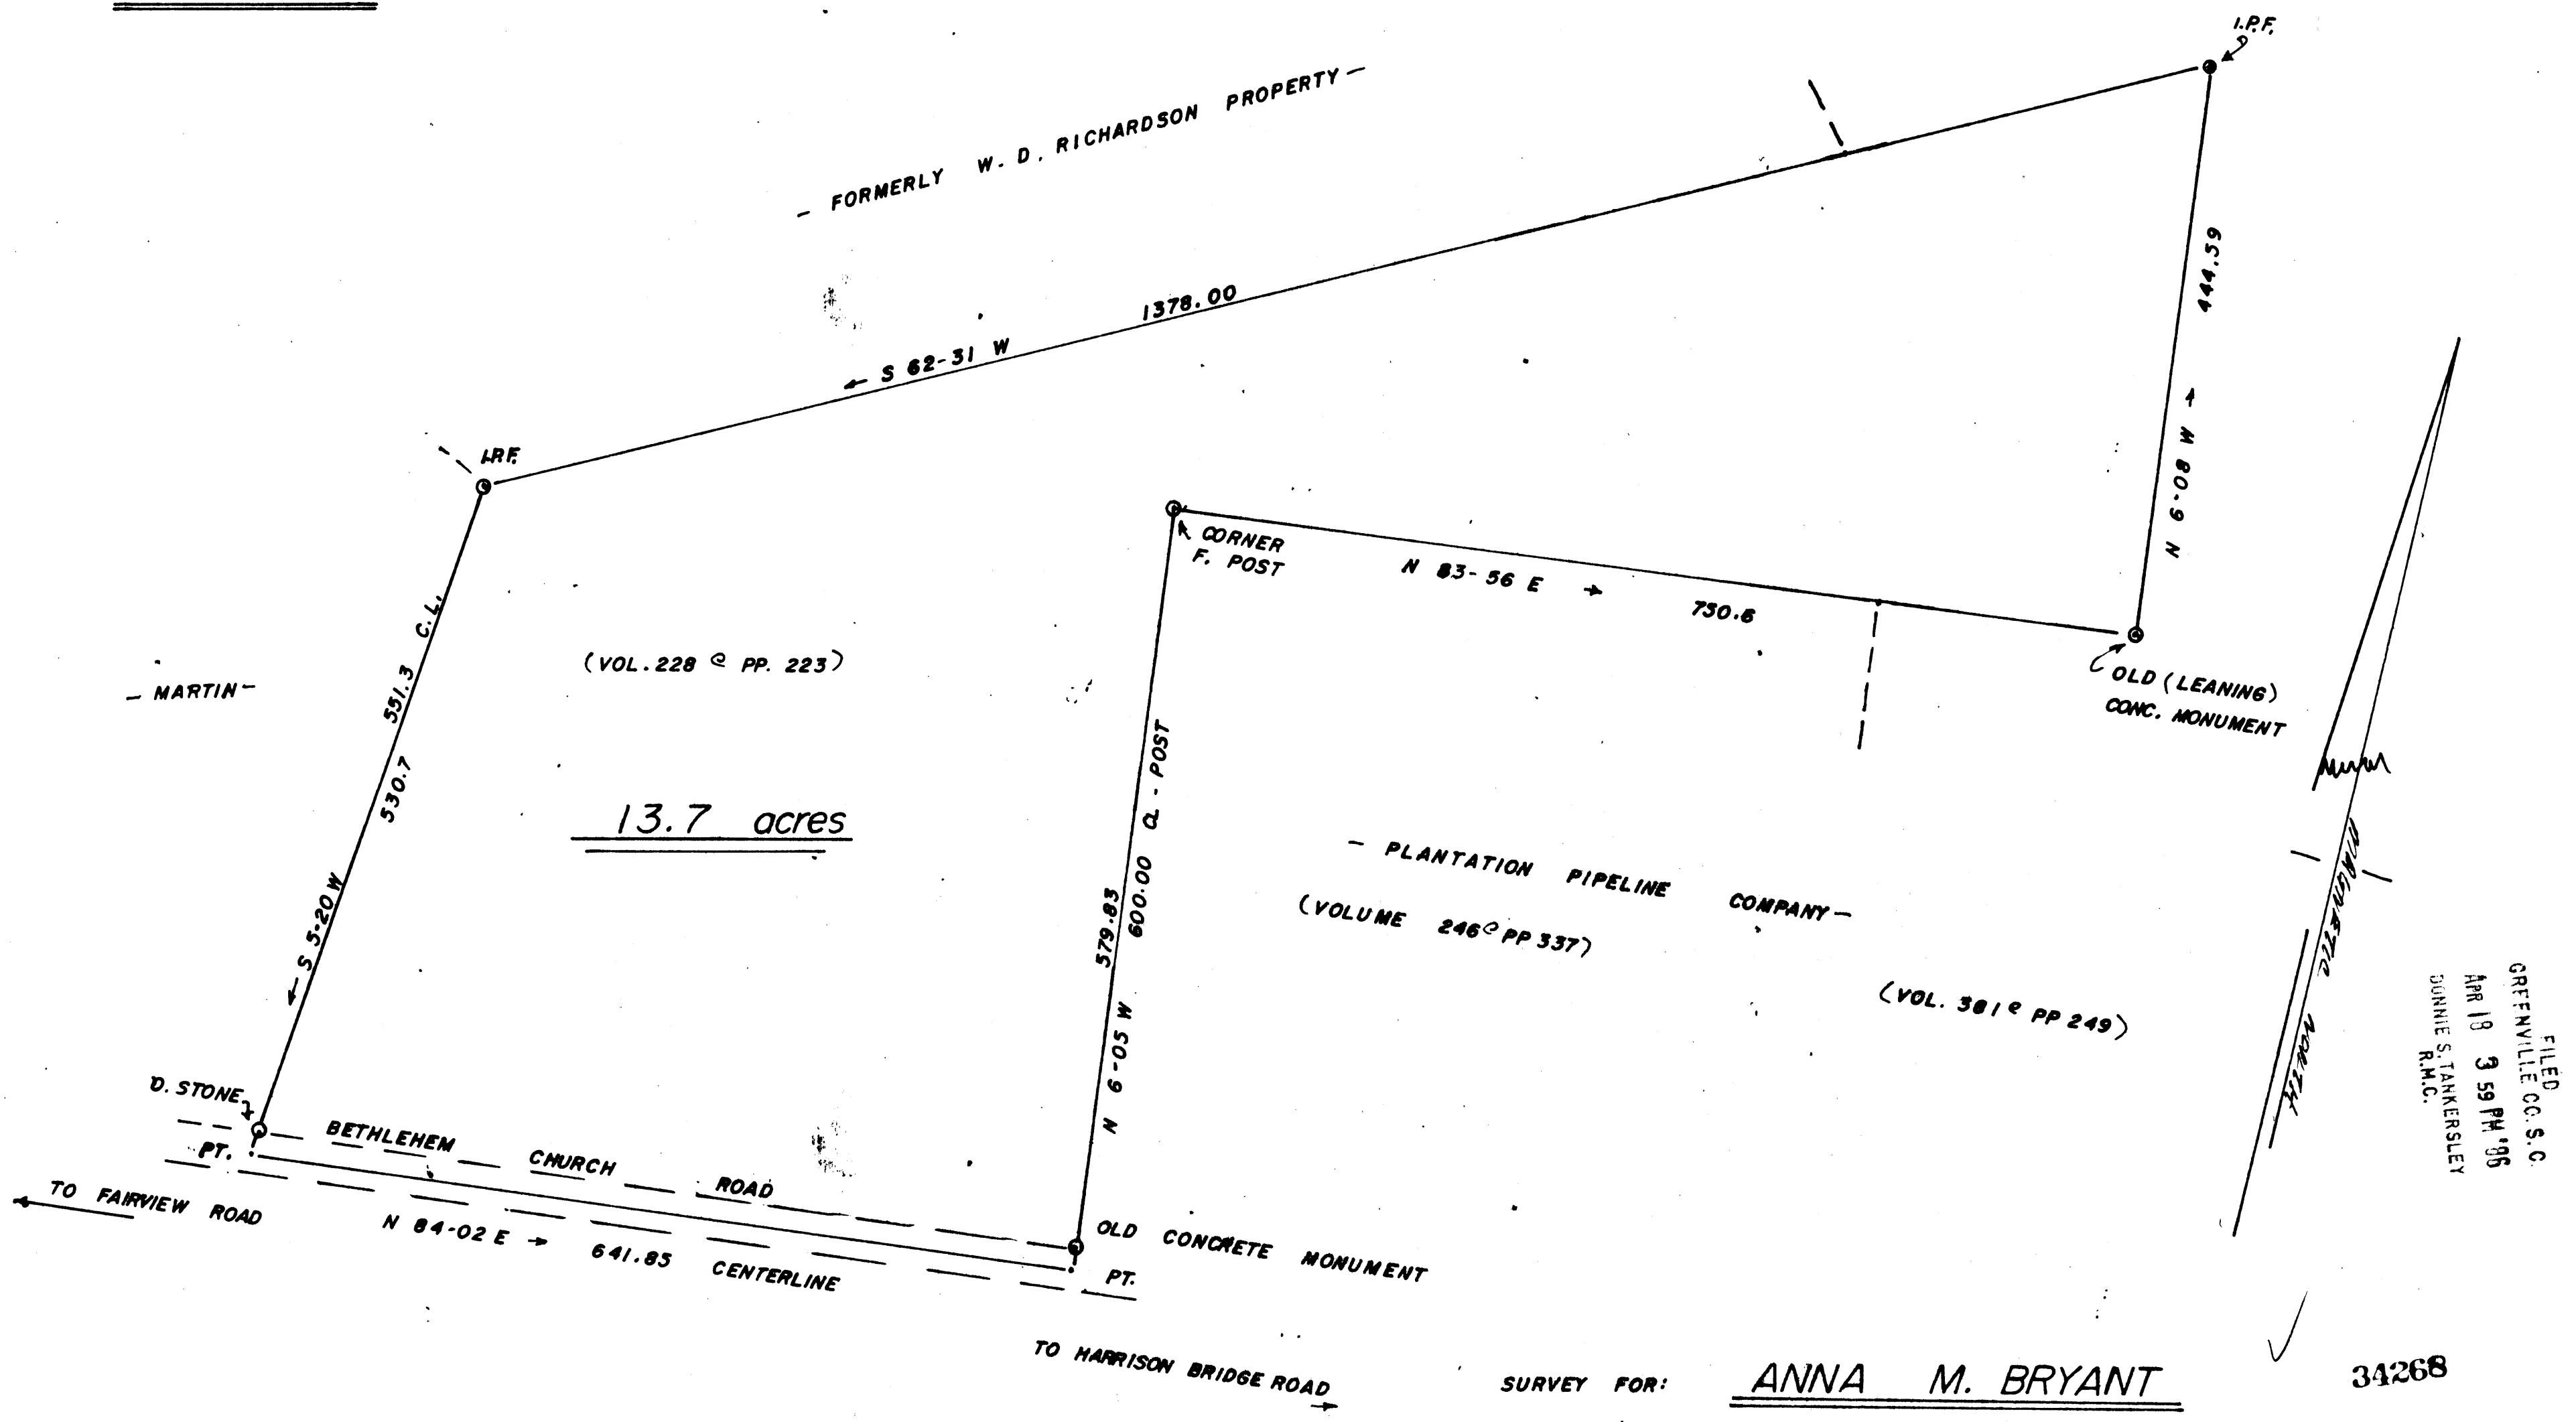 I.P.F.
- FORMERLY W. D. RICHARDSON PROPERTY -
1378.00
← S 62-31 W
444.59
N 6-08 W →
I.P.F.
CORNER
F. POST
N 83-56 E →
730.8
OLD (LEANING)
CONC. MONUMENT
551.3 C.L.
530.7
← S 5-20 W
- MARTIN -
(VOL. 228 @ PP. 223)
13.7 acres
579.83
600.00 ℄ - POST
N 6-05 W
- PLANTATION PIPELINE COMPANY -
(VOLUME 246 @ PP 337)
(VOL. 381 @ PP 249)
MAGNETIC NORTH
FILED
GREENVILLE CO. S. C.
APR 18 3 59 PM '86
DONNIE S. TANKERSLEY
R.M.C.
O. STONE
PT.
BETHLEHEM CHURCH ROAD
TO FAIRVIEW ROAD
N 84-02 E → 641.85 CENTERLINE
OLD CONCRETE MONUMENT
PT.
TO HARRISON BRIDGE ROAD
→
SURVEY FOR: ANNA M. BRYANT
34268